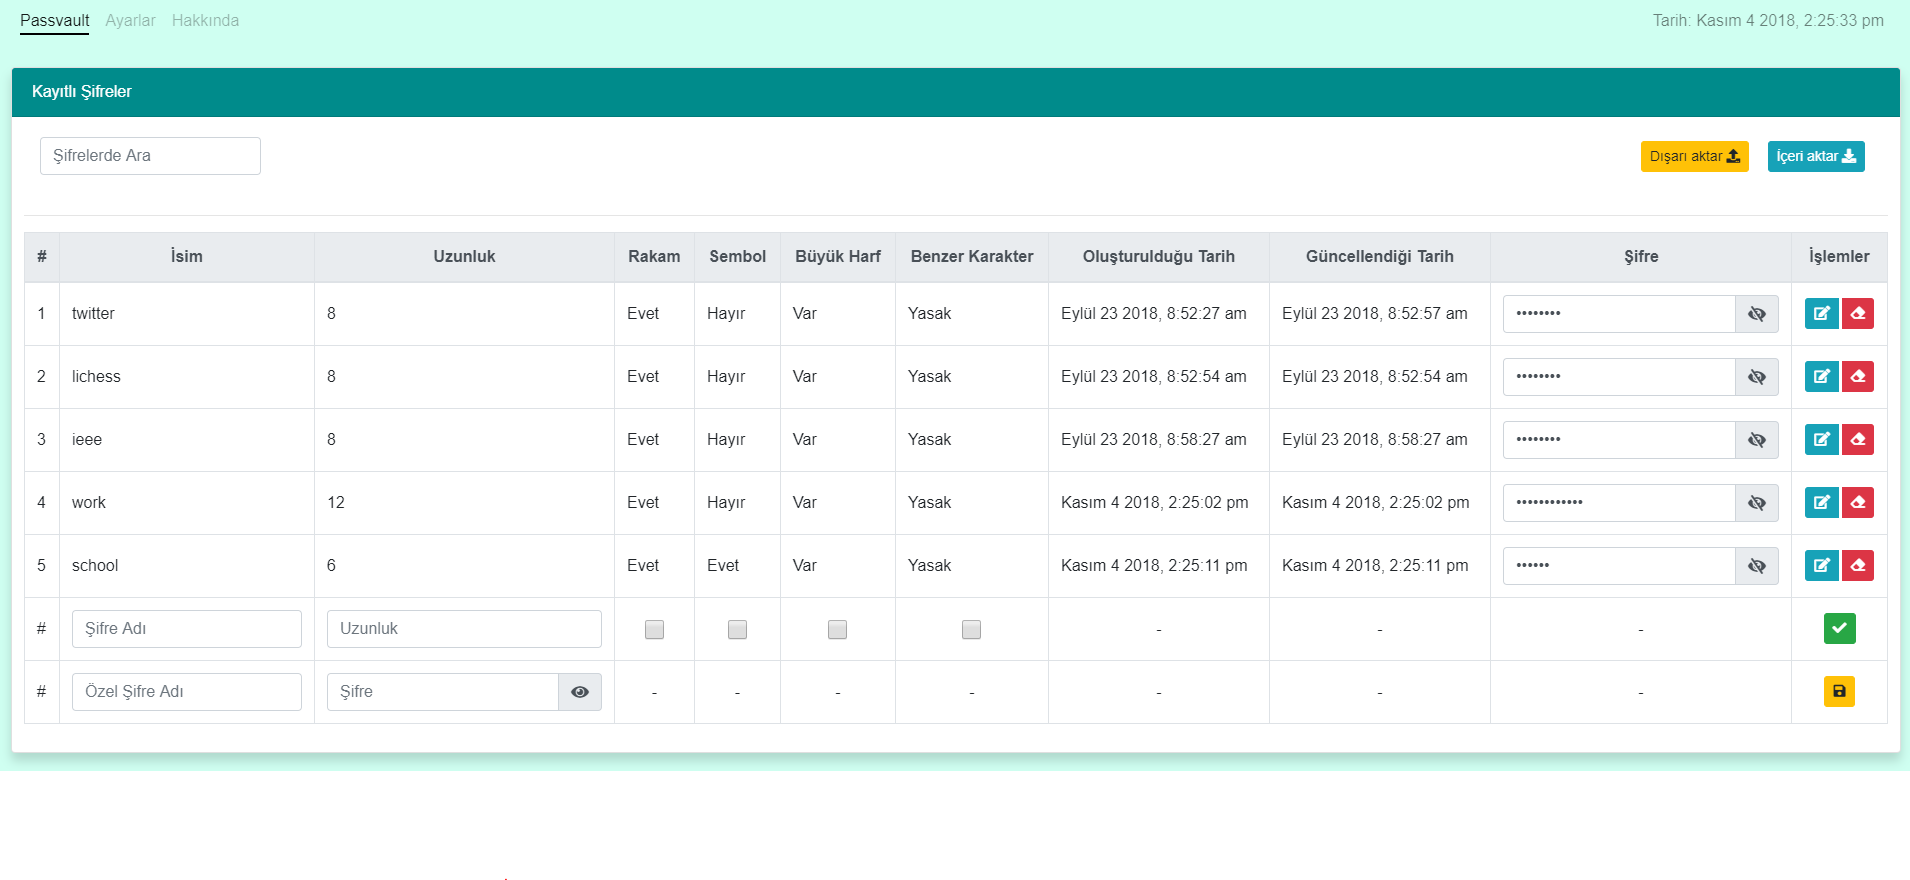 Passvault Ayarlar Hakkında Tarih: Kasım 4 2018, 2:25:33 pm
Kayıtlı Şifreler
Şifrelerde Ara Dışarı aktar İçeri aktar
# İsim Uzunluk Rakam Sembol Büyük Harf Benzer Karakter Oluşturulduğu Tarih Güncellendiği Tarih Şifre İşlemler
1 twitter 8 Evet Hayır Var Yasak Eylül 23 2018, 8:52:27 am Eylül 23 2018, 8:52:57 am ••••••••
2 lichess 8 Evet Hayır Var Yasak Eylül 23 2018, 8:52:54 am Eylül 23 2018, 8:52:54 am ••••••••
3 ieee 8 Evet Hayır Var Yasak Eylül 23 2018, 8:58:27 am Eylül 23 2018, 8:58:27 am ••••••••
4 work 12 Evet Hayır Var Yasak Kasım 4 2018, 2:25:02 pm Kasım 4 2018, 2:25:02 pm ••••••••••••
5 school 6 Evet Evet Var Yasak Kasım 4 2018, 2:25:11 pm Kasım 4 2018, 2:25:11 pm ••••••
# Şifre Adı Uzunluk - - -
# Özel Şifre Adı Şifre - - - - - - -